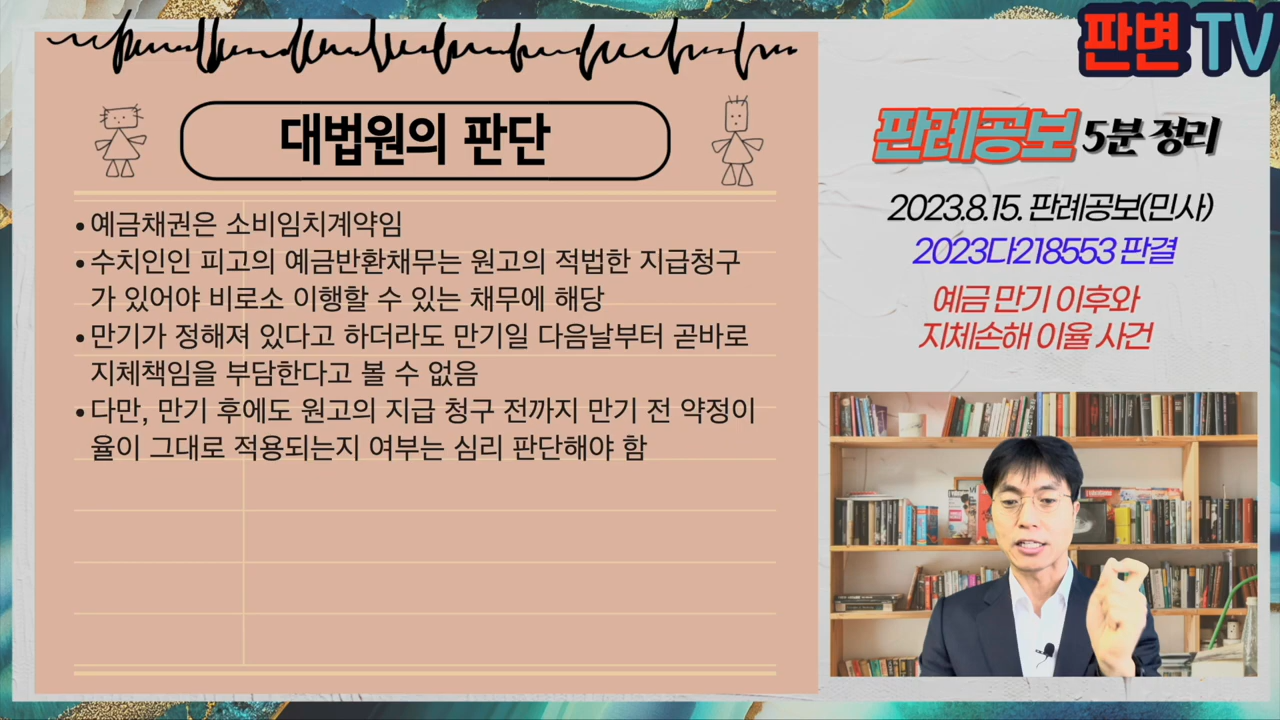 판변 TV
대법원의 판단
• 예금채권은 소비임치계약임
• 수치인인 피고의 예금반환채무는 원고의 적법한 지급청구
가 있어야 비로소 이행할 수 있는 채무에 해당
• 만기가 정해져 있다고 하더라도 만기일 다음날부터 곧바로
지체책임을 부담한다고 볼 수 없음
• 다만, 만기 후에도 원고의 지급 청구 전까지 만기 전 약정이
율이 그대로 적용되는지 여부는 심리 판단해야 함
판례공보 5분 정리
2023.8.15. 판례공보(민사)
2023다218553 판결
예금 만기 이후와
지체손해 이율 사건